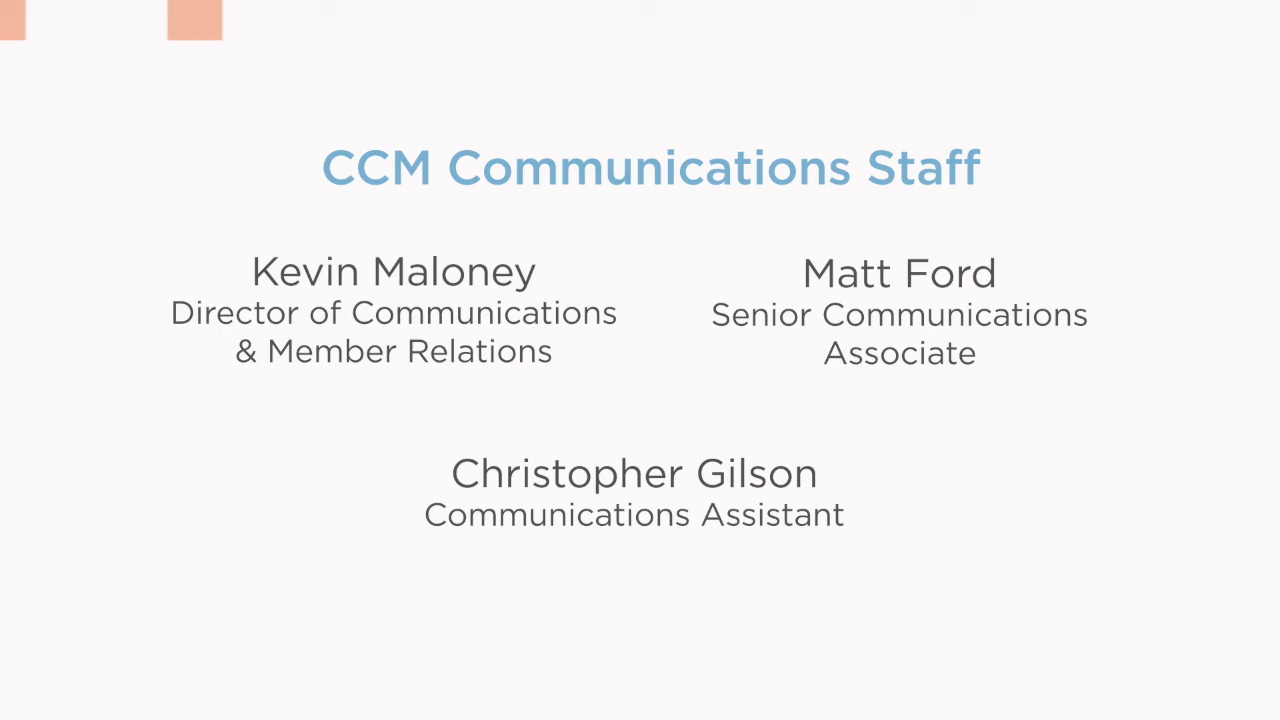 CCM Communications Staff
Kevin Maloney
Director of Communications
& Member Relations
Matt Ford
Senior Communications
Associate
Christopher Gilson
Communications Assistant